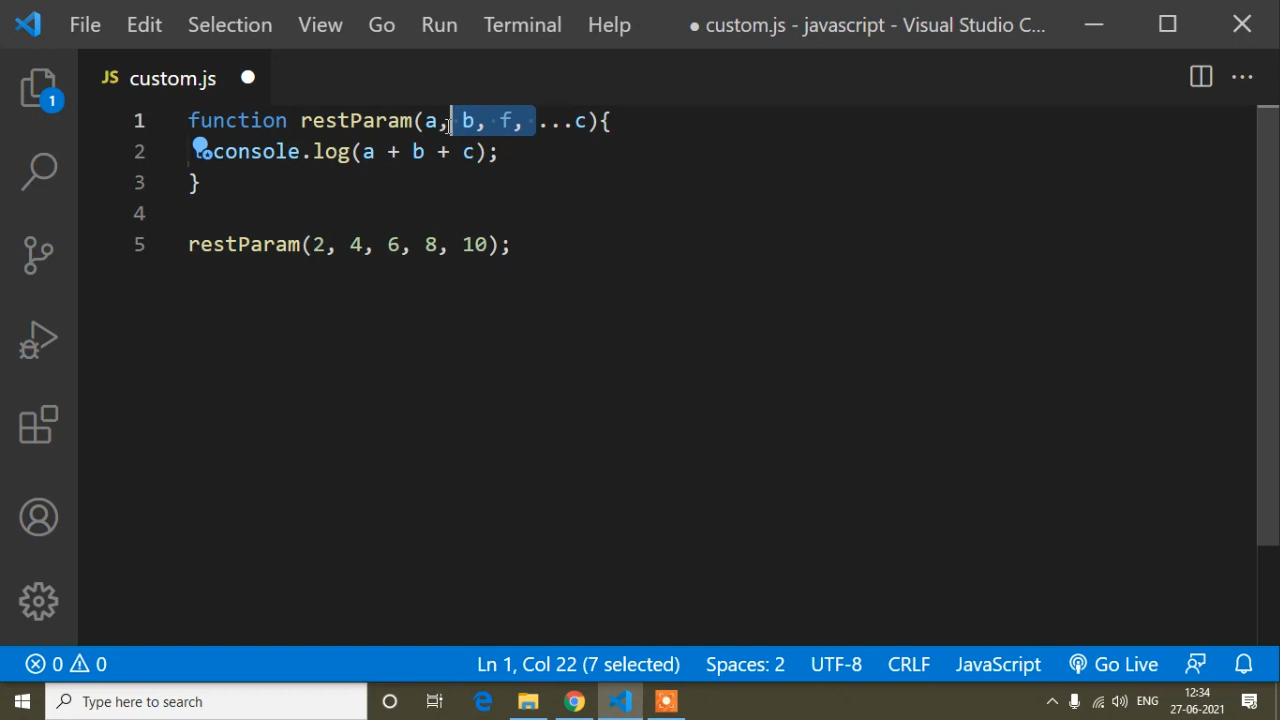 File Edit Selection View Go Run Terminal Help ● custom.js - javascript - Visual Studio C...
JS custom.js
1
1 function restParam(a, b, f, ...c){
2 console.log(a + b + c);
3 }
4
5 restParam(2, 4, 6, 8, 10);
0 0 Ln 1, Col 22 (7 selected) Spaces: 2 UTF-8 CRLF JavaScript Go Live
Type here to search ENG 12:34
27-06-2021